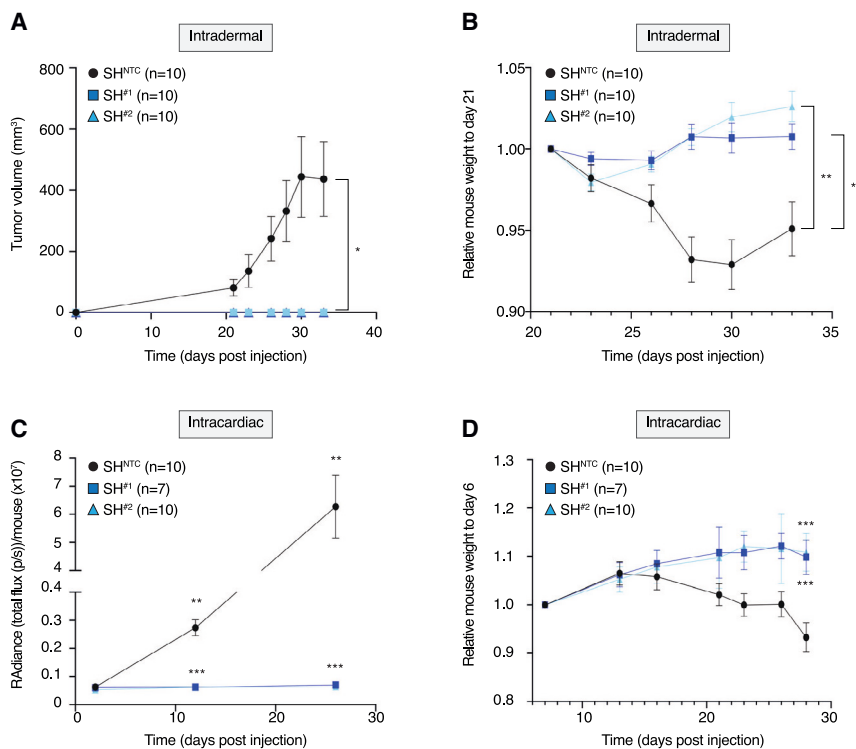 A
Intradermal
Tumor volume (mm³)
800
600
400
200
0
SH^NTC (n=10)
SH^#1 (n=10)
SH^#2 (n=10)
*
0 10 20 30 40
Time (days post injection)
B
Intradermal
Relative mouse weight to day 21
1.05
1.00
0.95
0.90
SH^NTC (n=10)
SH^#1 (n=10)
SH^#2 (n=10)
** *
20 25 30 35
Time (days post injection)
C
Intracardiac
RAdiance (total flux (p/s))/mouse (x10⁷)
8
7
6
5
4
0.4
0.3
0.2
0.1
0
SH^NTC (n=10)
SH^#1 (n=7)
SH^#2 (n=10)
**
**
*** ***
0 10 20 30
Time (days post injection)
D
Intracardiac
Relative mouse weight to day 6
1.3
1.2
1.1
1.0
0.9
0.8
SH^NTC (n=10)
SH^#1 (n=7)
SH^#2 (n=10)
***
***
10 20 30
Time (days post injection)